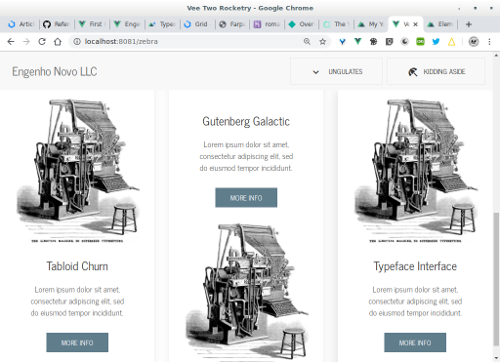 Vee Two Rocketry - Google Chrome
Articl
Refer
First
Enge
Type
Grid
Farp
roma
Over
The
My Y
Ve
Elem
localhost:8081/zebra
Engenho Novo LLC
UNGULATES
KIDDING ASIDE
Gutenberg Galactic
Lorem ipsum dolor sit amet,
consectetur adipiscing elit, sed
do eiusmod tempor incididunt.
MORE INFO
Tabloid Churn
Lorem ipsum dolor sit amet,
consectetur adipiscing elit, sed
do eiusmod tempor incididunt.
MORE INFO
Typeface Interface
Lorem ipsum dolor sit amet,
consectetur adipiscing elit, sed
do eiusmod tempor incididunt.
MORE INFO